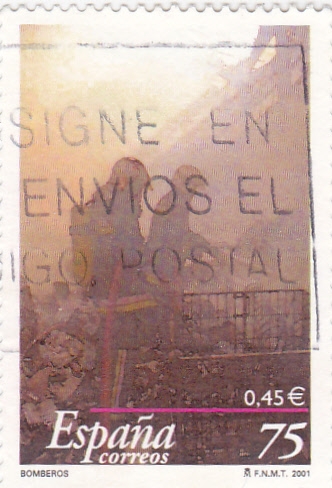 SIGNE EN
ENVIOS EL
IGO POSTAL
0,45€
España 75
correos
BOMBEROS F.N.M.T. 2001